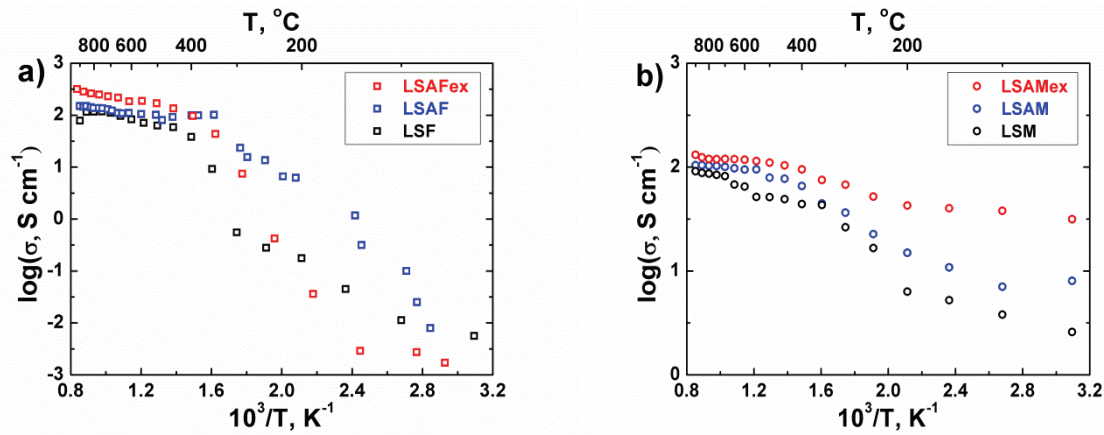 T, °C
800 600 400 200
a)
LSAFex
LSAF
LSF
log(σ, S cm⁻¹)
3
2
1
0
-1
-2
-3
0.8 1.2 1.6 2.0 2.4 2.8 3.2
10³/T, K⁻¹
T, °C
800 600 400 200
b)
LSAMex
LSAM
LSM
log(σ, S cm⁻¹)
3
2
1
0
0.8 1.2 1.6 2.0 2.4 2.8 3.2
10³/T, K⁻¹